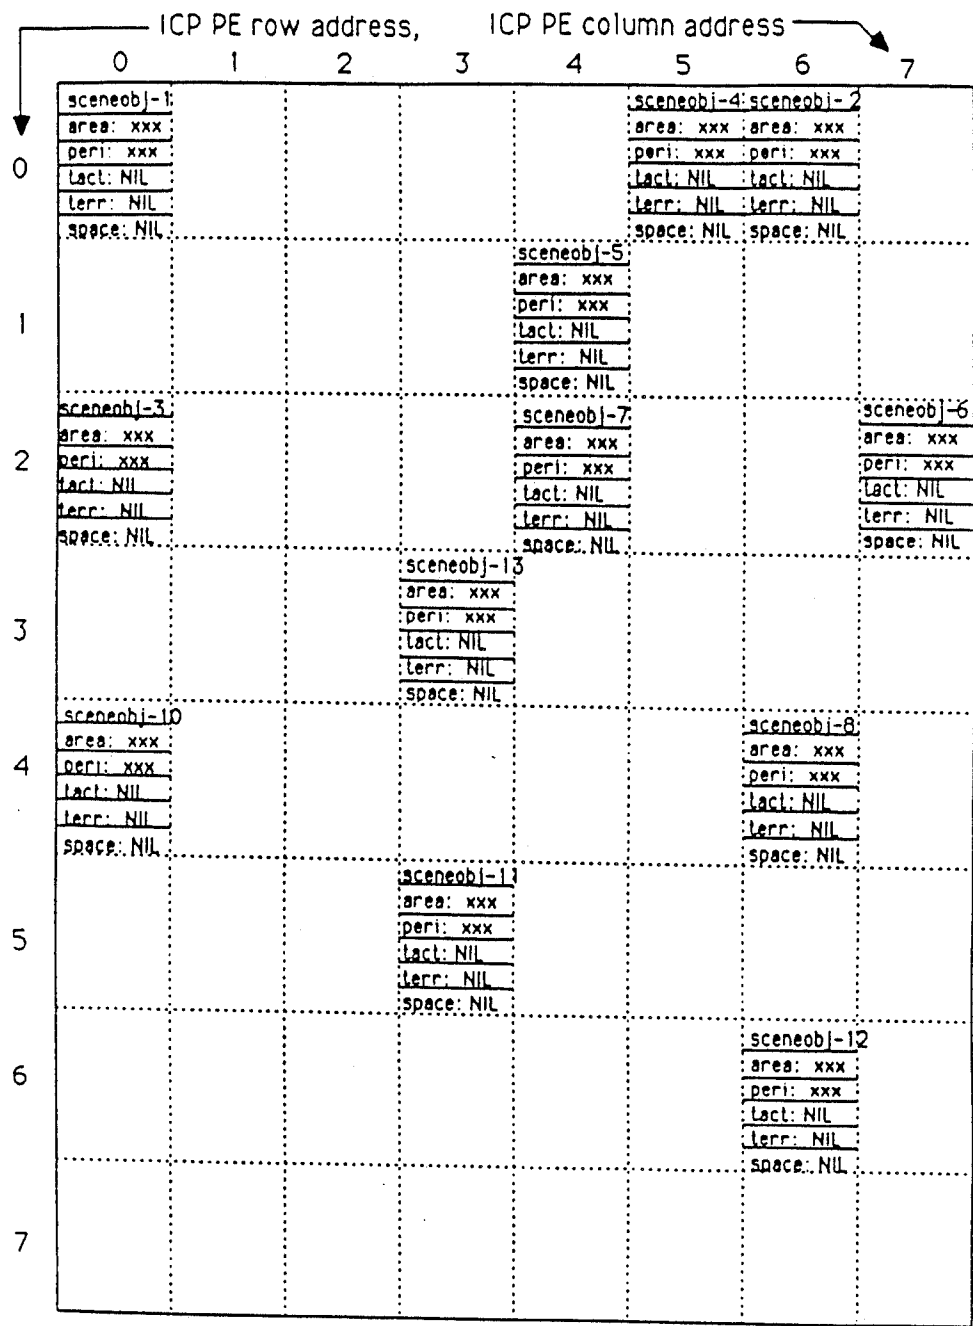 ICP PE row address, ICP PE column address
0 1 2 3 4 5 6 7
0
sceneobj-1
area: xxx
peri: xxx
tact: NIL
terr: NIL
space: NIL
sceneobj-4
area: xxx
peri: xxx
tact: NIL
terr: NIL
space: NIL
sceneobj-2
area: xxx
peri: xxx
tact: NIL
terr: NIL
space: NIL
1
sceneobj-5
area: xxx
peri: xxx
tact: NIL
terr: NIL
space: NIL
2
sceneobj-3
area: xxx
peri: xxx
tact: NIL
terr: NIL
space: NIL
sceneobj-7
area: xxx
peri: xxx
tact: NIL
terr: NIL
space: NIL
sceneobj-6
area: xxx
peri: xxx
tact: NIL
terr: NIL
space: NIL
3
sceneobj-13
area: xxx
peri: xxx
tact: NIL
terr: NIL
space: NIL
4
sceneobj-10
area: xxx
peri: xxx
tact: NIL
terr: NIL
space: NIL
sceneobj-8
area: xxx
peri: xxx
tact: NIL
terr: NIL
space: NIL
5
sceneobj-11
area: xxx
peri: xxx
tact: NIL
terr: NIL
space: NIL
6
sceneobj-12
area: xxx
peri: xxx
tact: NIL
terr: NIL
space: NIL
7